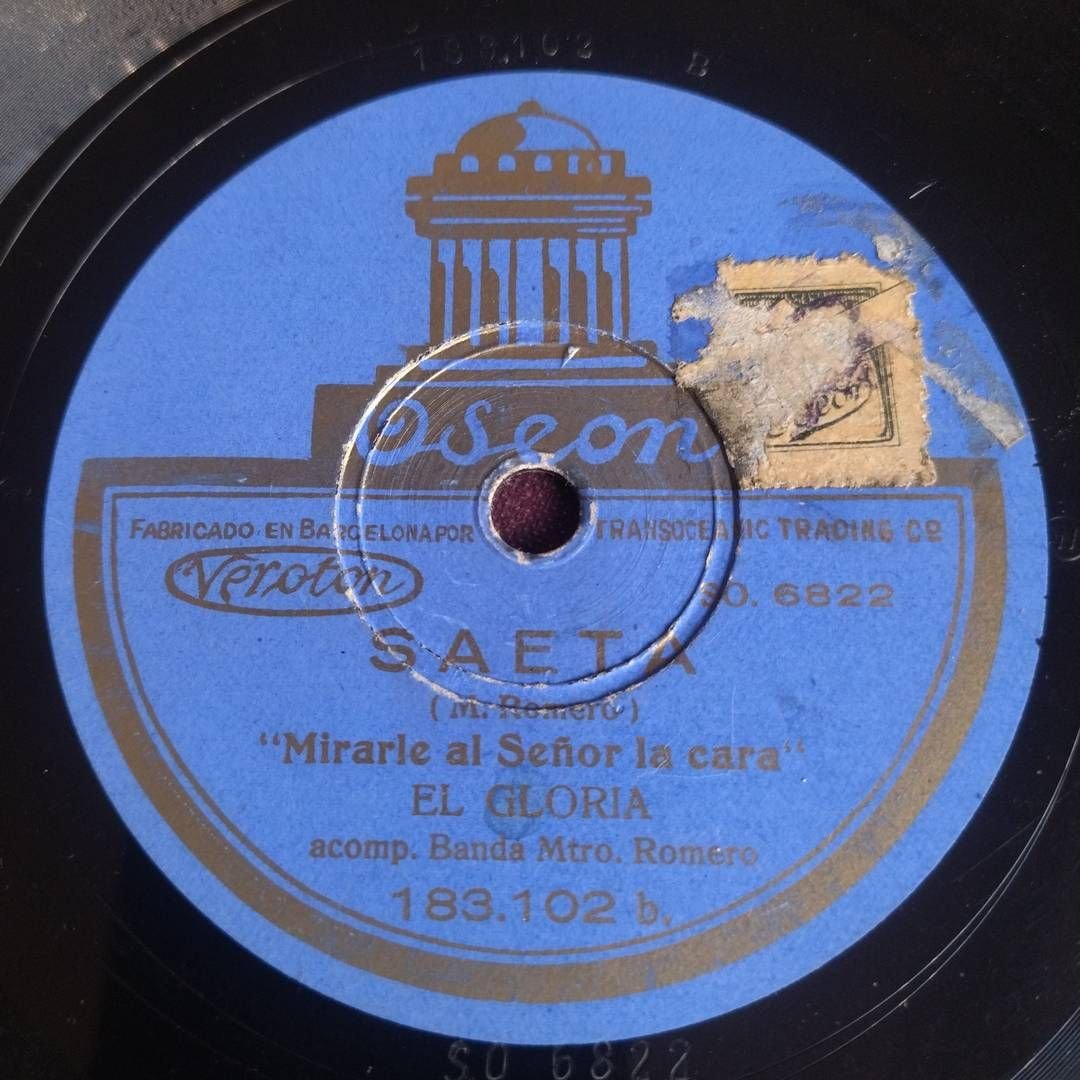 183.102 B
Odeon
Odeon
FABRICADO EN BARCELONA POR TRANSOCEANIC TRADING Cº
Veroton
SO. 6822
SAETA
(M. Romero)
“Mirarle al Señor la cara“
EL GLORIA
acomp. Banda Mtro. Romero
183.102 b.
SO 6822